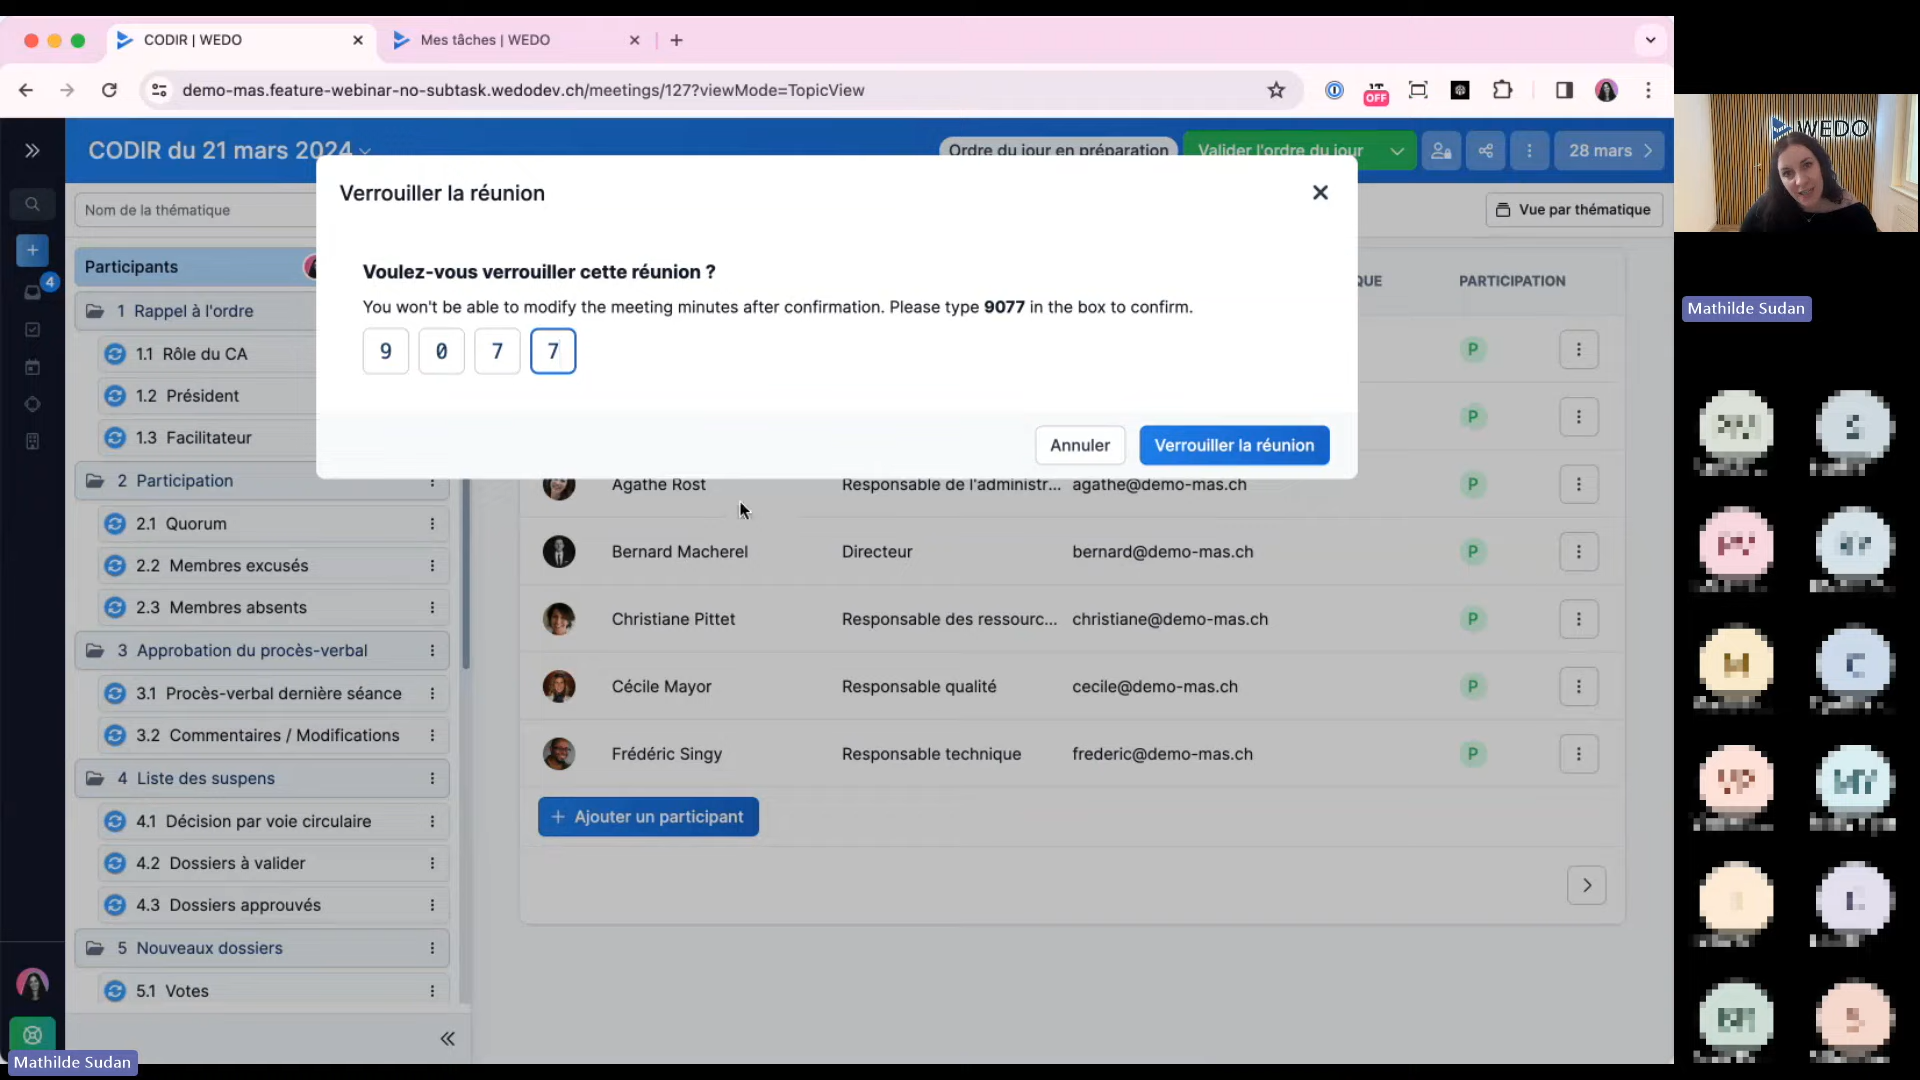 CODIR | WEDO
Mes tâches | WEDO
demo-mas.feature-webinar-no-subtask.wedodev.ch/meetings/127?viewMode=TopicView
OFF
CODIR du 21 mars 2024
Ordre du jour en préparation
Valider l'ordre du jour
28 mars
Nom de la thématique
Vue par thématique
Verrouiller la réunion
Voulez-vous verrouiller cette réunion ?
You won't be able to modify the meeting minutes after confirmation. Please type 9077 in the box to confirm.
9 0 7 7
Annuler
Verrouiller la réunion
4
Participants
1 Rappel à l'ordre
1.1 Rôle du CA
1.2 Président
1.3 Facilitateur
2 Participation
2.1 Quorum
2.2 Membres excusés
2.3 Membres absents
3 Approbation du procès-verbal
3.1 Procès-verbal dernière séance
3.2 Commentaires / Modifications
4 Liste des suspens
4.1 Décision par voie circulaire
4.2 Dossiers à valider
4.3 Dossiers approuvés
5 Nouveaux dossiers
5.1 Votes
QUE PARTICIPATION
P
P
Agathe Rost Responsable de l'administr... agathe@demo-mas.ch P
Bernard Macherel Directeur bernard@demo-mas.ch P
Christiane Pittet Responsable des ressourc... christiane@demo-mas.ch P
Cécile Mayor Responsable qualité cecile@demo-mas.ch P
Frédéric Singy Responsable technique frederic@demo-mas.ch P
+ Ajouter un participant
Mathilde Sudan
WEDO
Mathilde Sudan